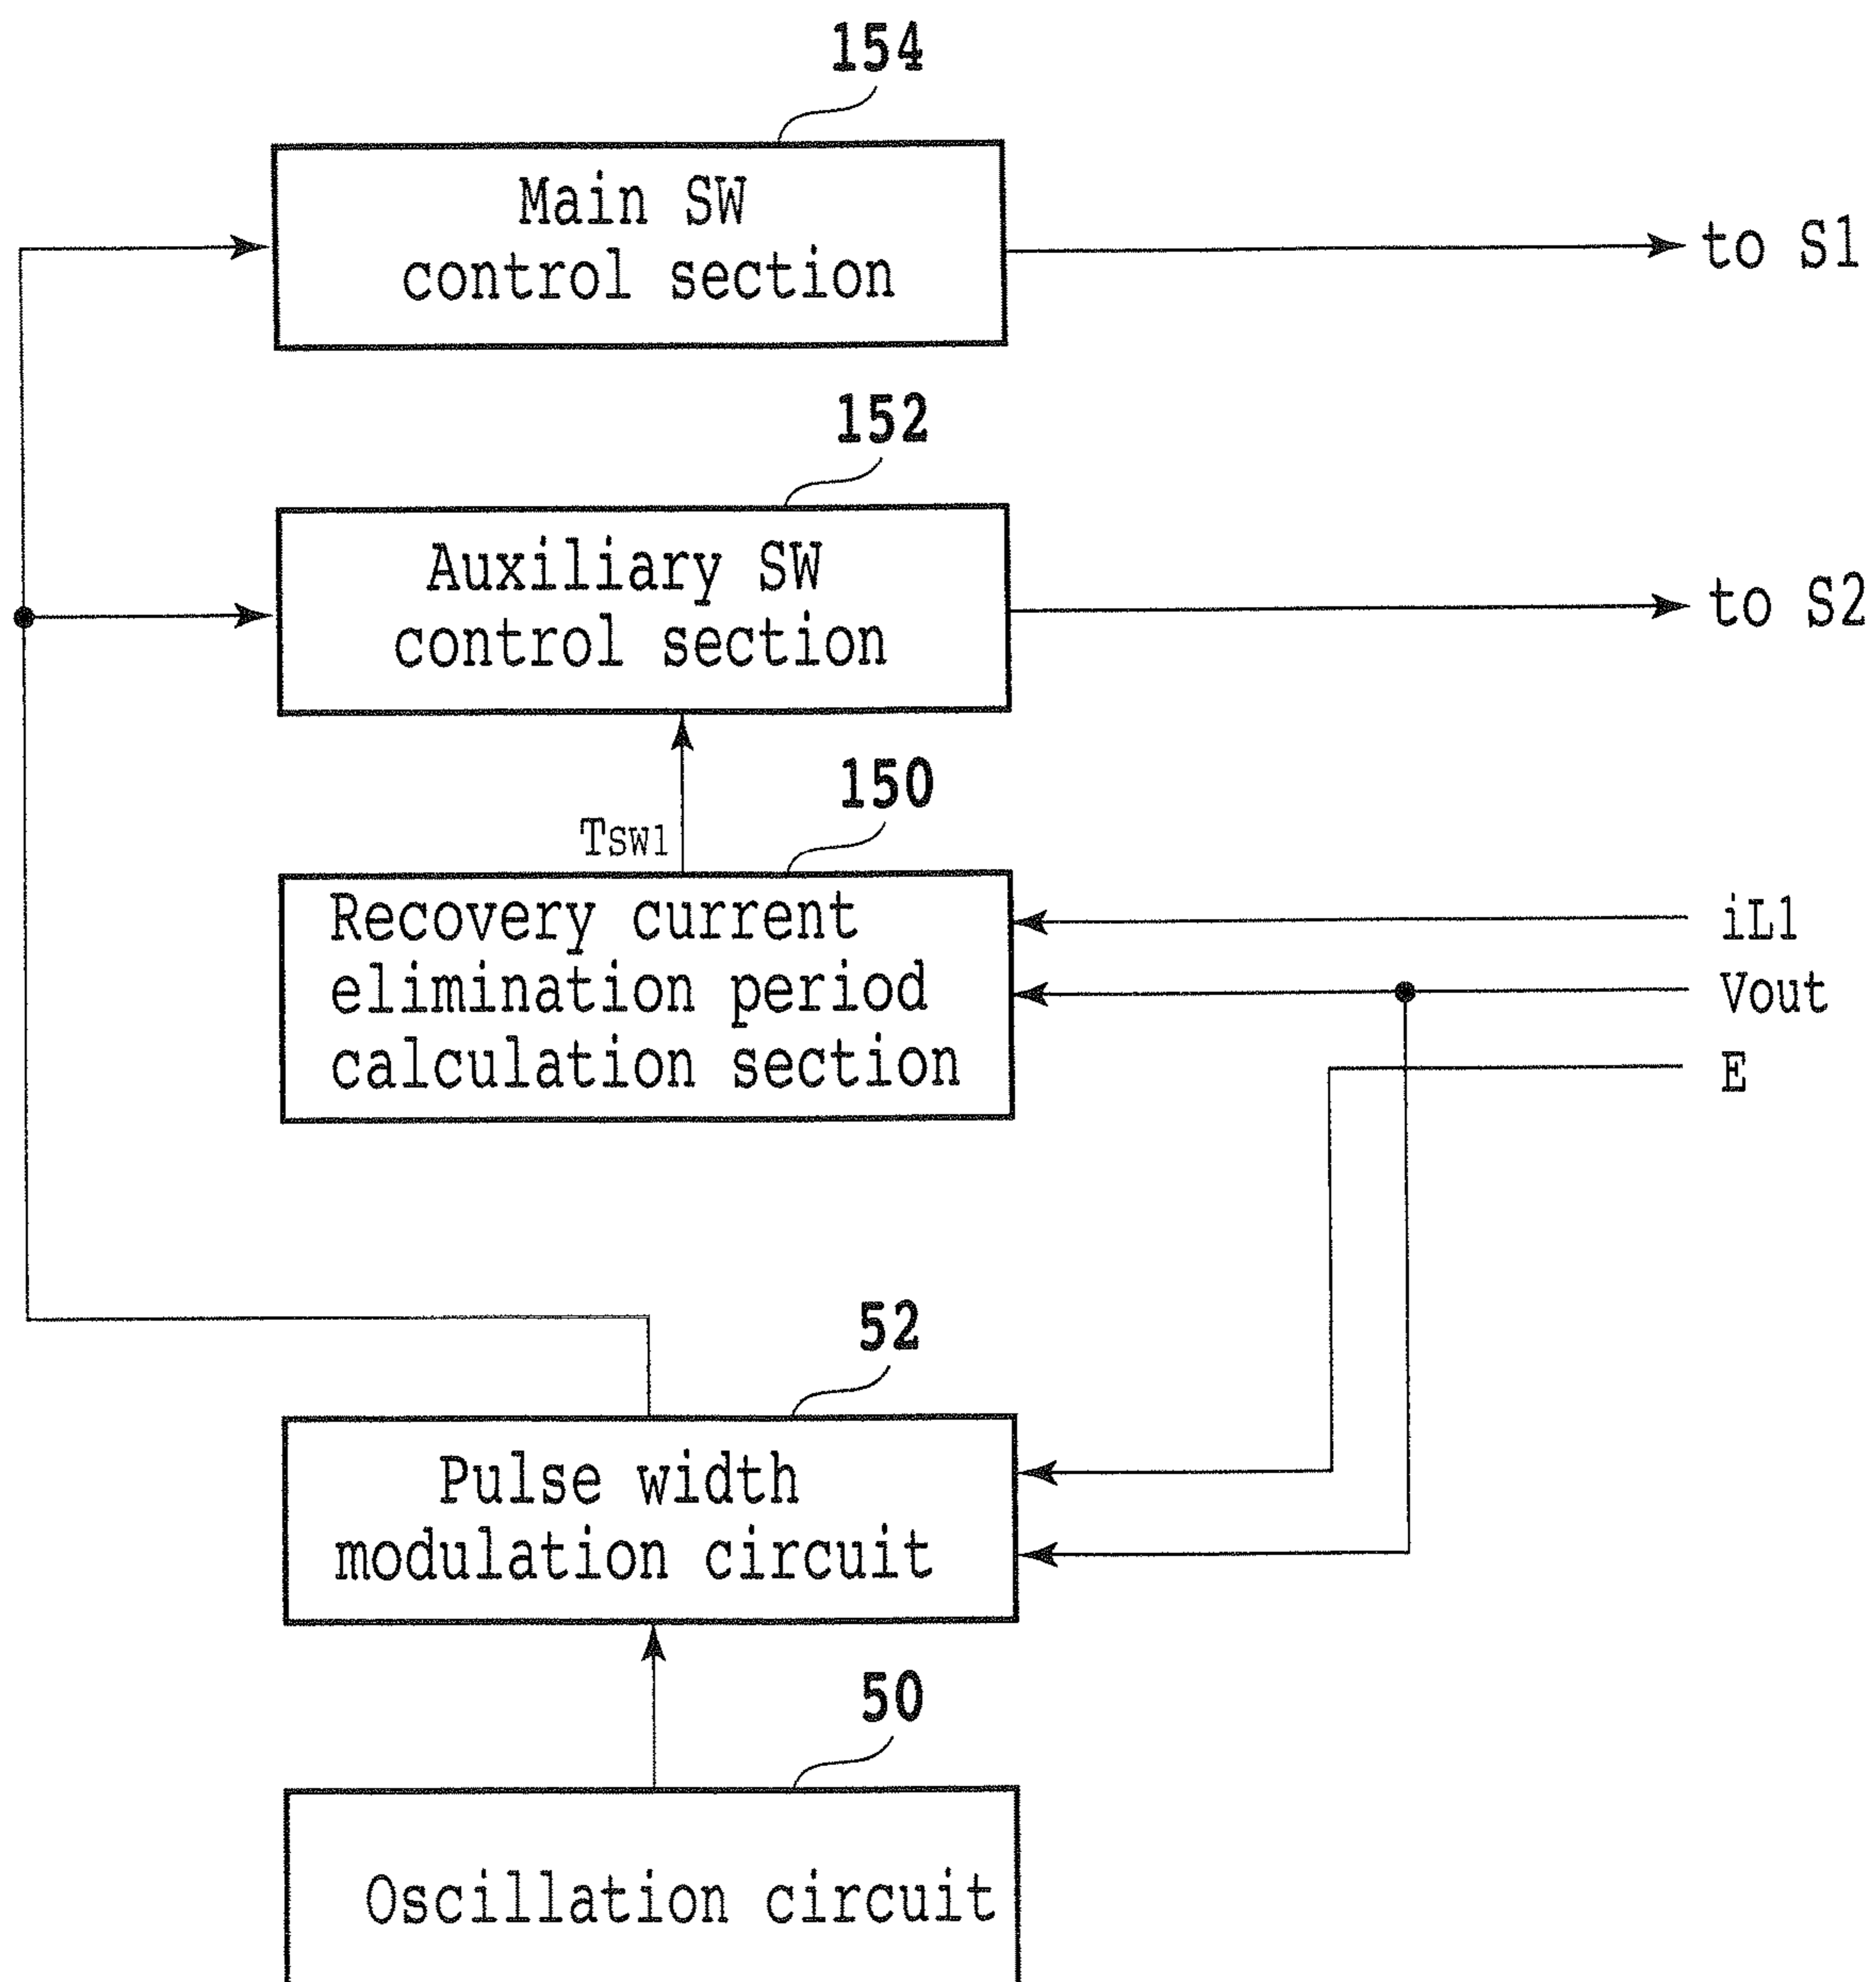 154
Main SW
control section
to S1
152
Auxiliary SW
control section
to S2
150
TSW1
Recovery current
elimination period
calculation section
iL1
Vout
E
52
Pulse width
modulation circuit
50
Oscillation circuit